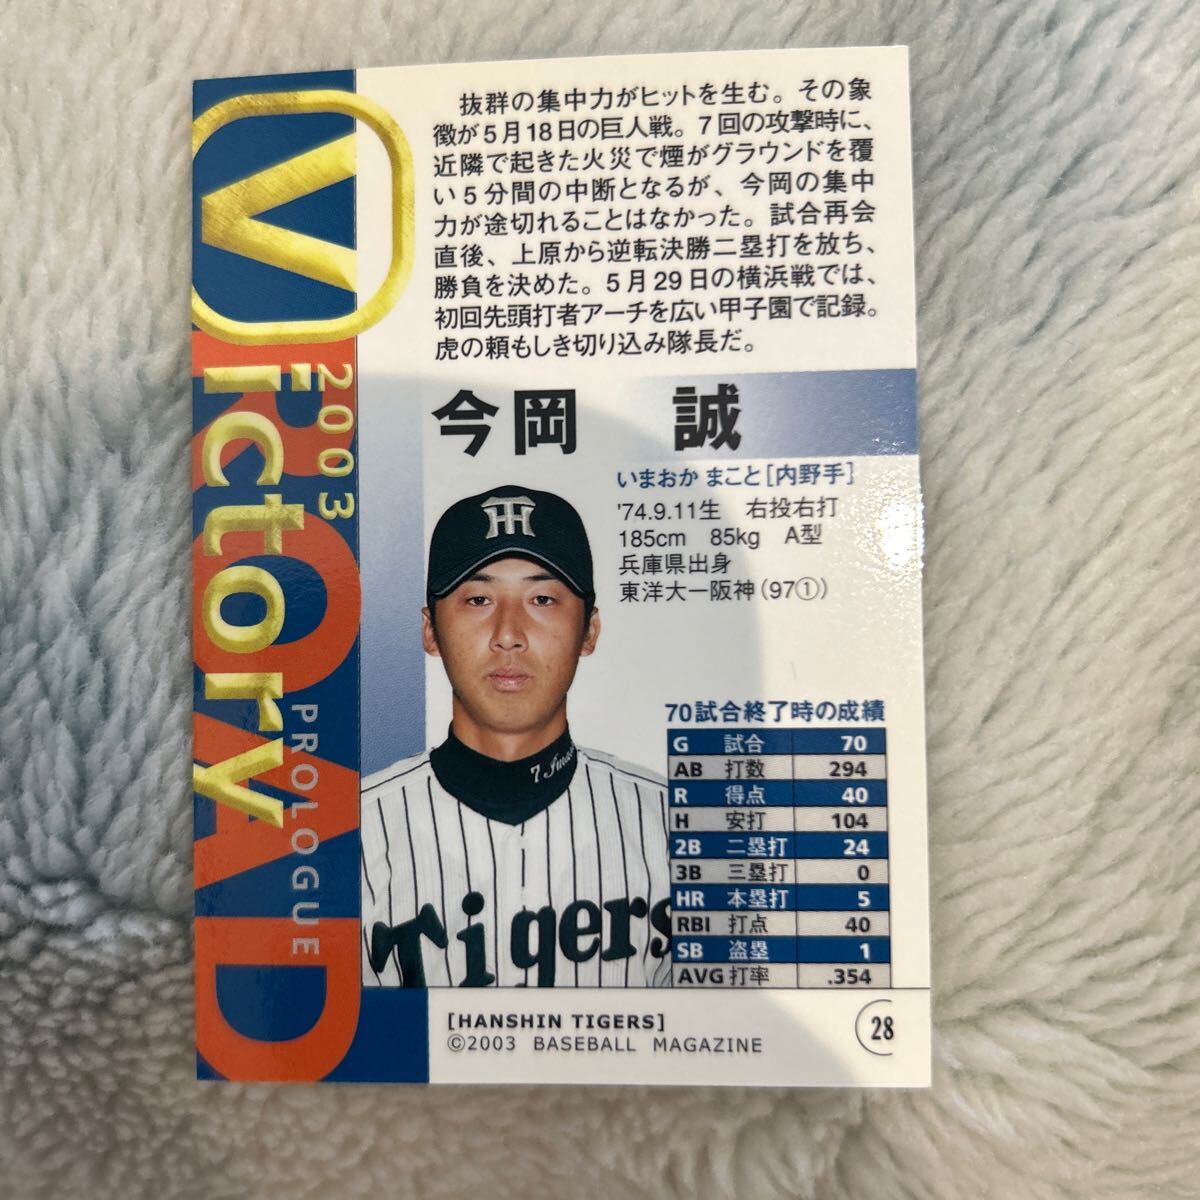 抜群の集中力がヒットを生む。その象
徴が5月18日の巨人戦。7回の攻撃時に、
近隣で起きた火災で煙がグラウンドを覆
い5分間の中断となるが、今岡の集中
力が途切れることはなかった。試合再会
直後、上原から逆転決勝二塁打を放ち、
勝負を決めた。5月29日の横浜戦では、
初回先頭打者アーチを広い甲子園で記録。
虎の頼もしき切り込み隊長だ。
Victory
ROAD
2003
PROLOGUE
今岡 誠
いまおか まこと[内野手]
'74.9.11生 右投右打
185cm 85kg A型
兵庫県出身
東洋大ー阪神(97①)
HT
7
Tigers
70試合終了時の成績
G 試合 70
AB 打数 294
R 得点 40
H 安打 104
2B 二塁打 24
3B 三塁打 0
HR 本塁打 5
RBI 打点 40
SB 盗塁 1
AVG 打率 .354
[HANSHIN TIGERS]
©2003 BASEBALL MAGAZINE
28